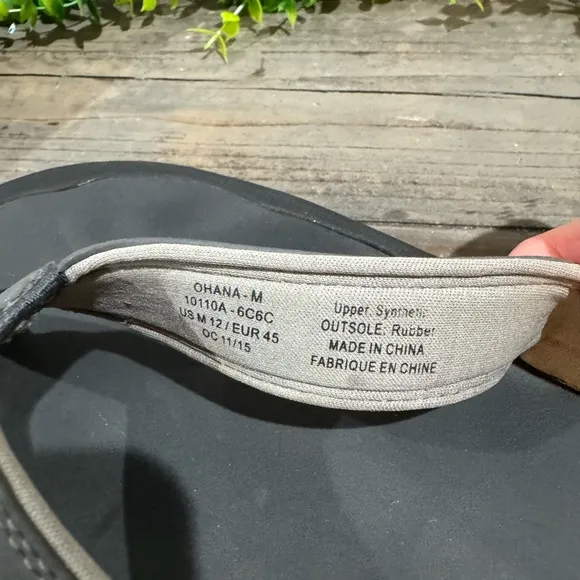 OHANA - M
10110A - 6C6C
US M 12 / EUR 45
OC 11/15
Upper: Synthetic
OUTSOLE: Rubber
MADE IN CHINA
FABRIQUE EN CHINE